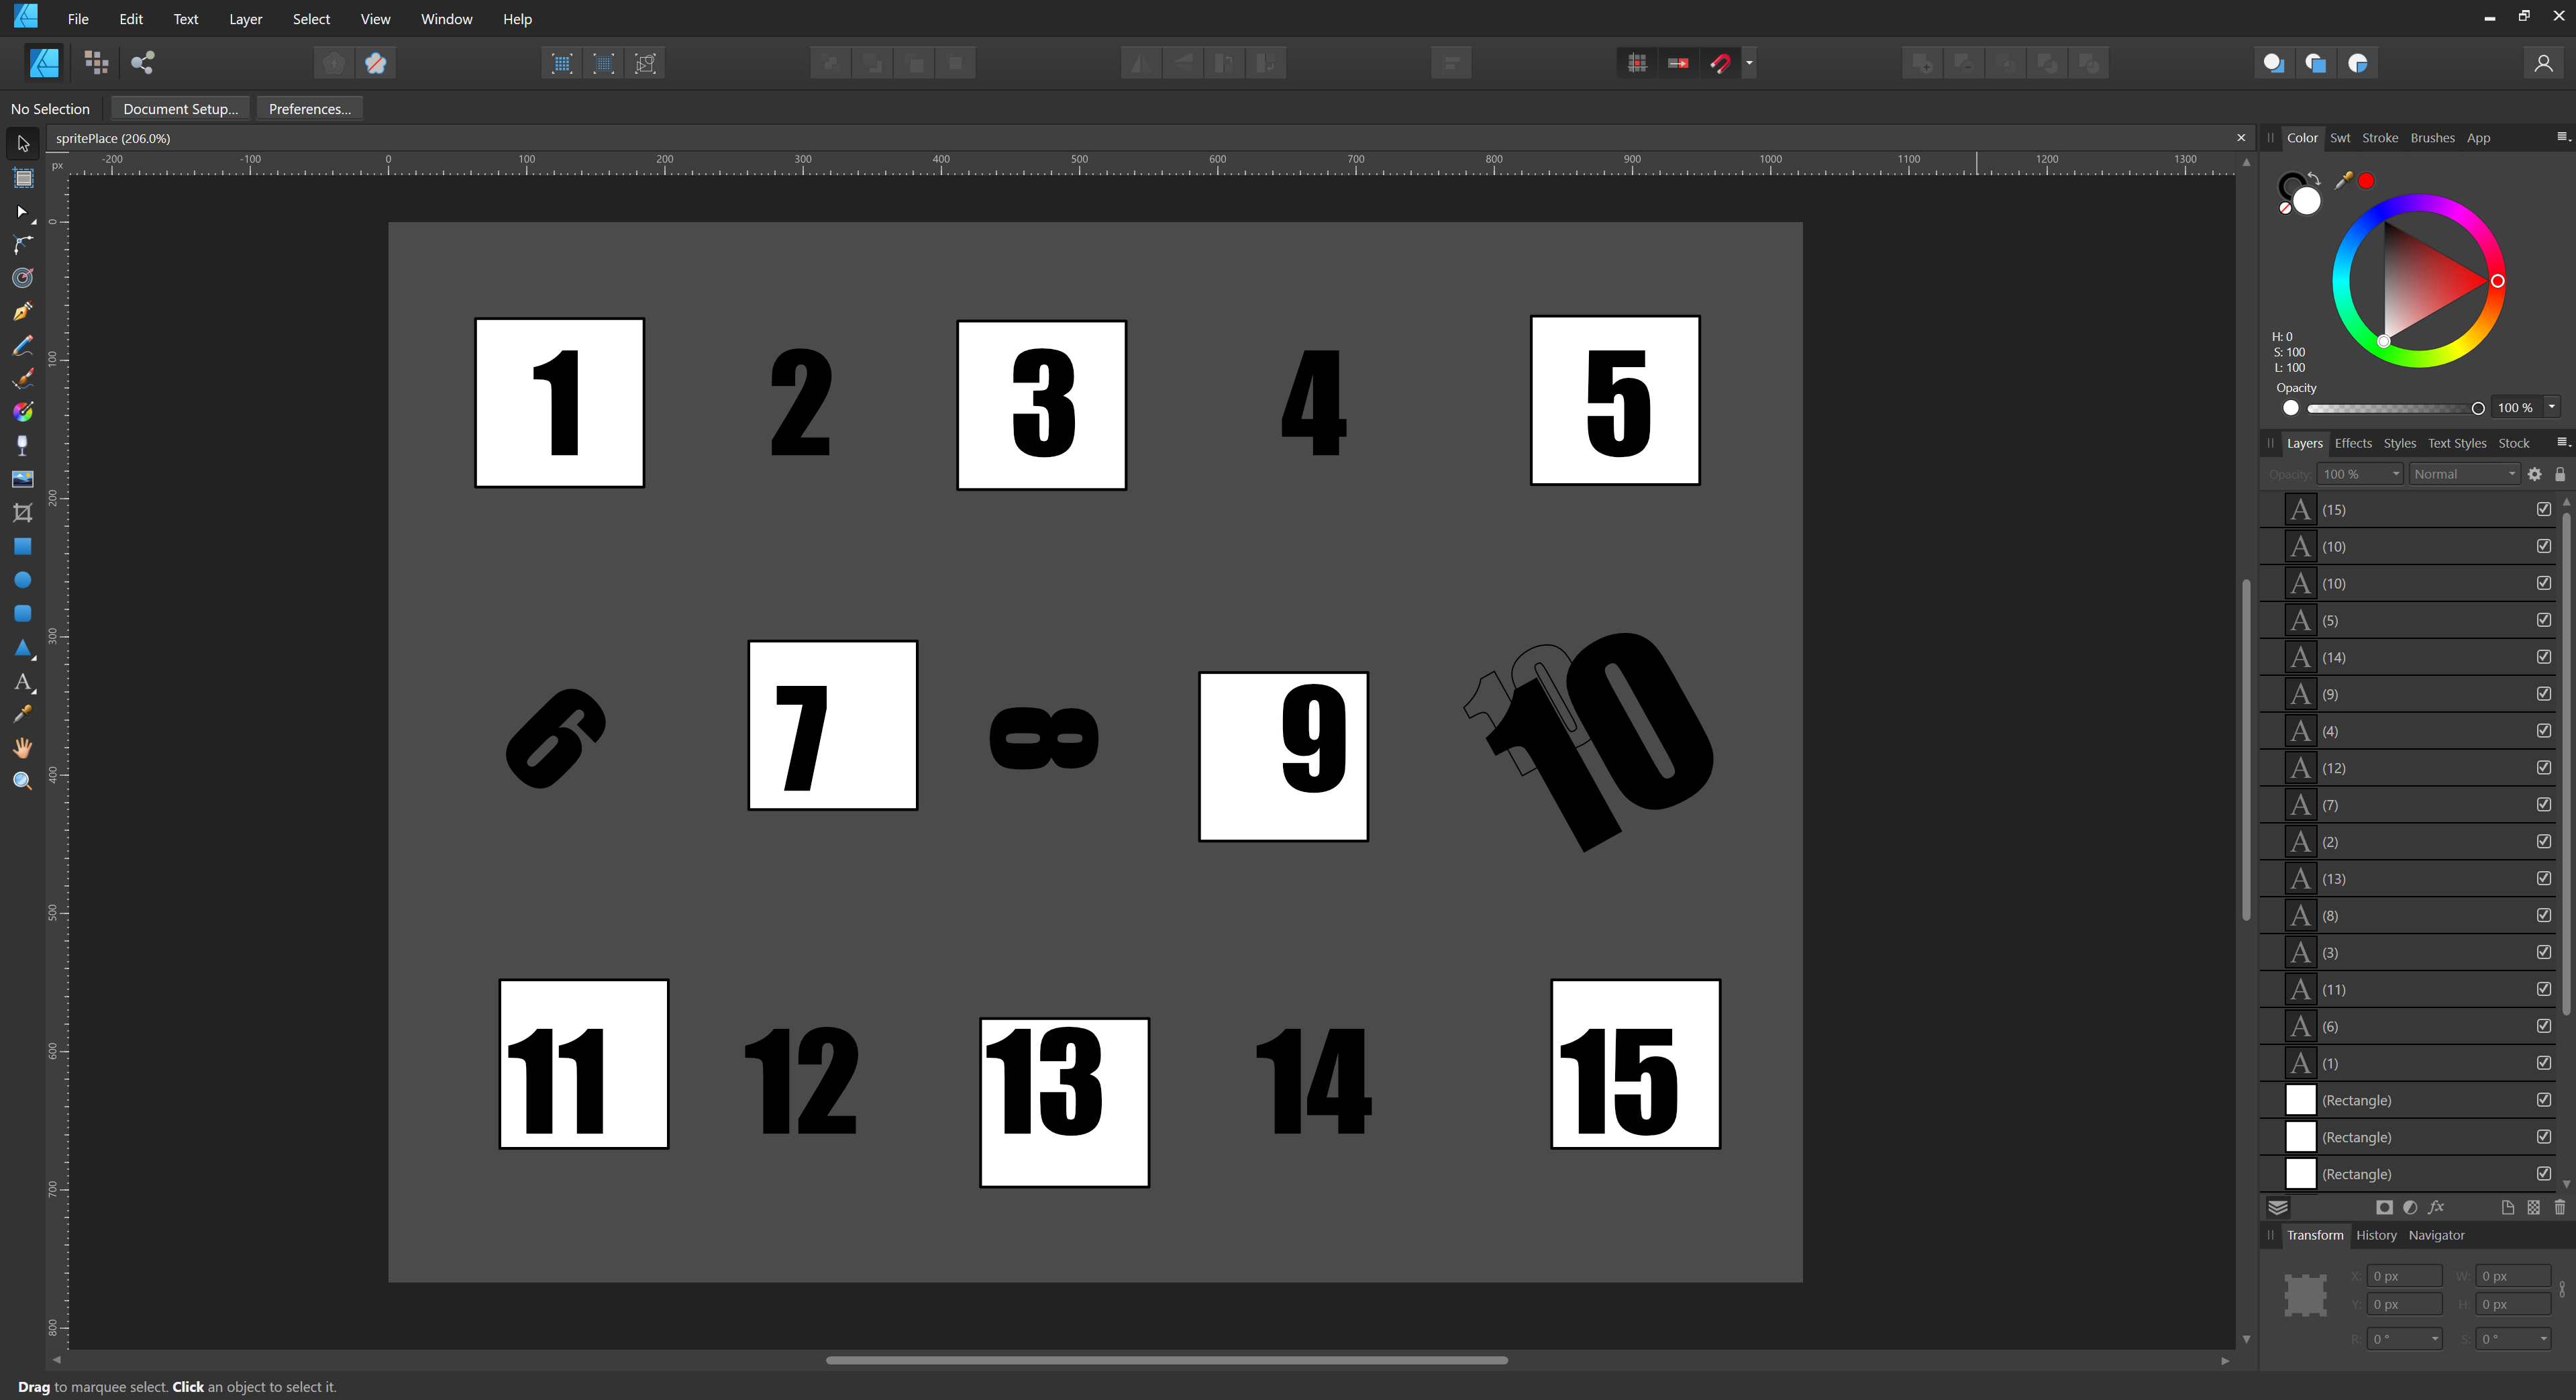 File Edit Text Layer Select View Window Help
No Selection Document Setup... Preferences...
spritePlace (206.0%)
px -200 -100 0 100 200 300 400 500 600 700 800 900 1000 1100 1200 1300
0
100
200
300
400
500
600
700
800
1 2 3 4 5
6 7 8 9 10 10
11 12 13 14 15
Color Swt Stroke Brushes App
H: 0
S: 100
L: 100
Opacity
100 %
Layers Effects Styles Text Styles Stock
Opacity: 100 % Normal
A (15)
A (10)
A (10)
A (5)
A (14)
A (9)
A (4)
A (12)
A (7)
A (2)
A (13)
A (8)
A (3)
A (11)
A (6)
A (1)
(Rectangle)
(Rectangle)
(Rectangle)
fx
Transform History Navigator
X: 0 px W: 0 px
Y: 0 px H: 0 px
R: 0 ° S: 0 °
Drag to marquee select. Click an object to select it.